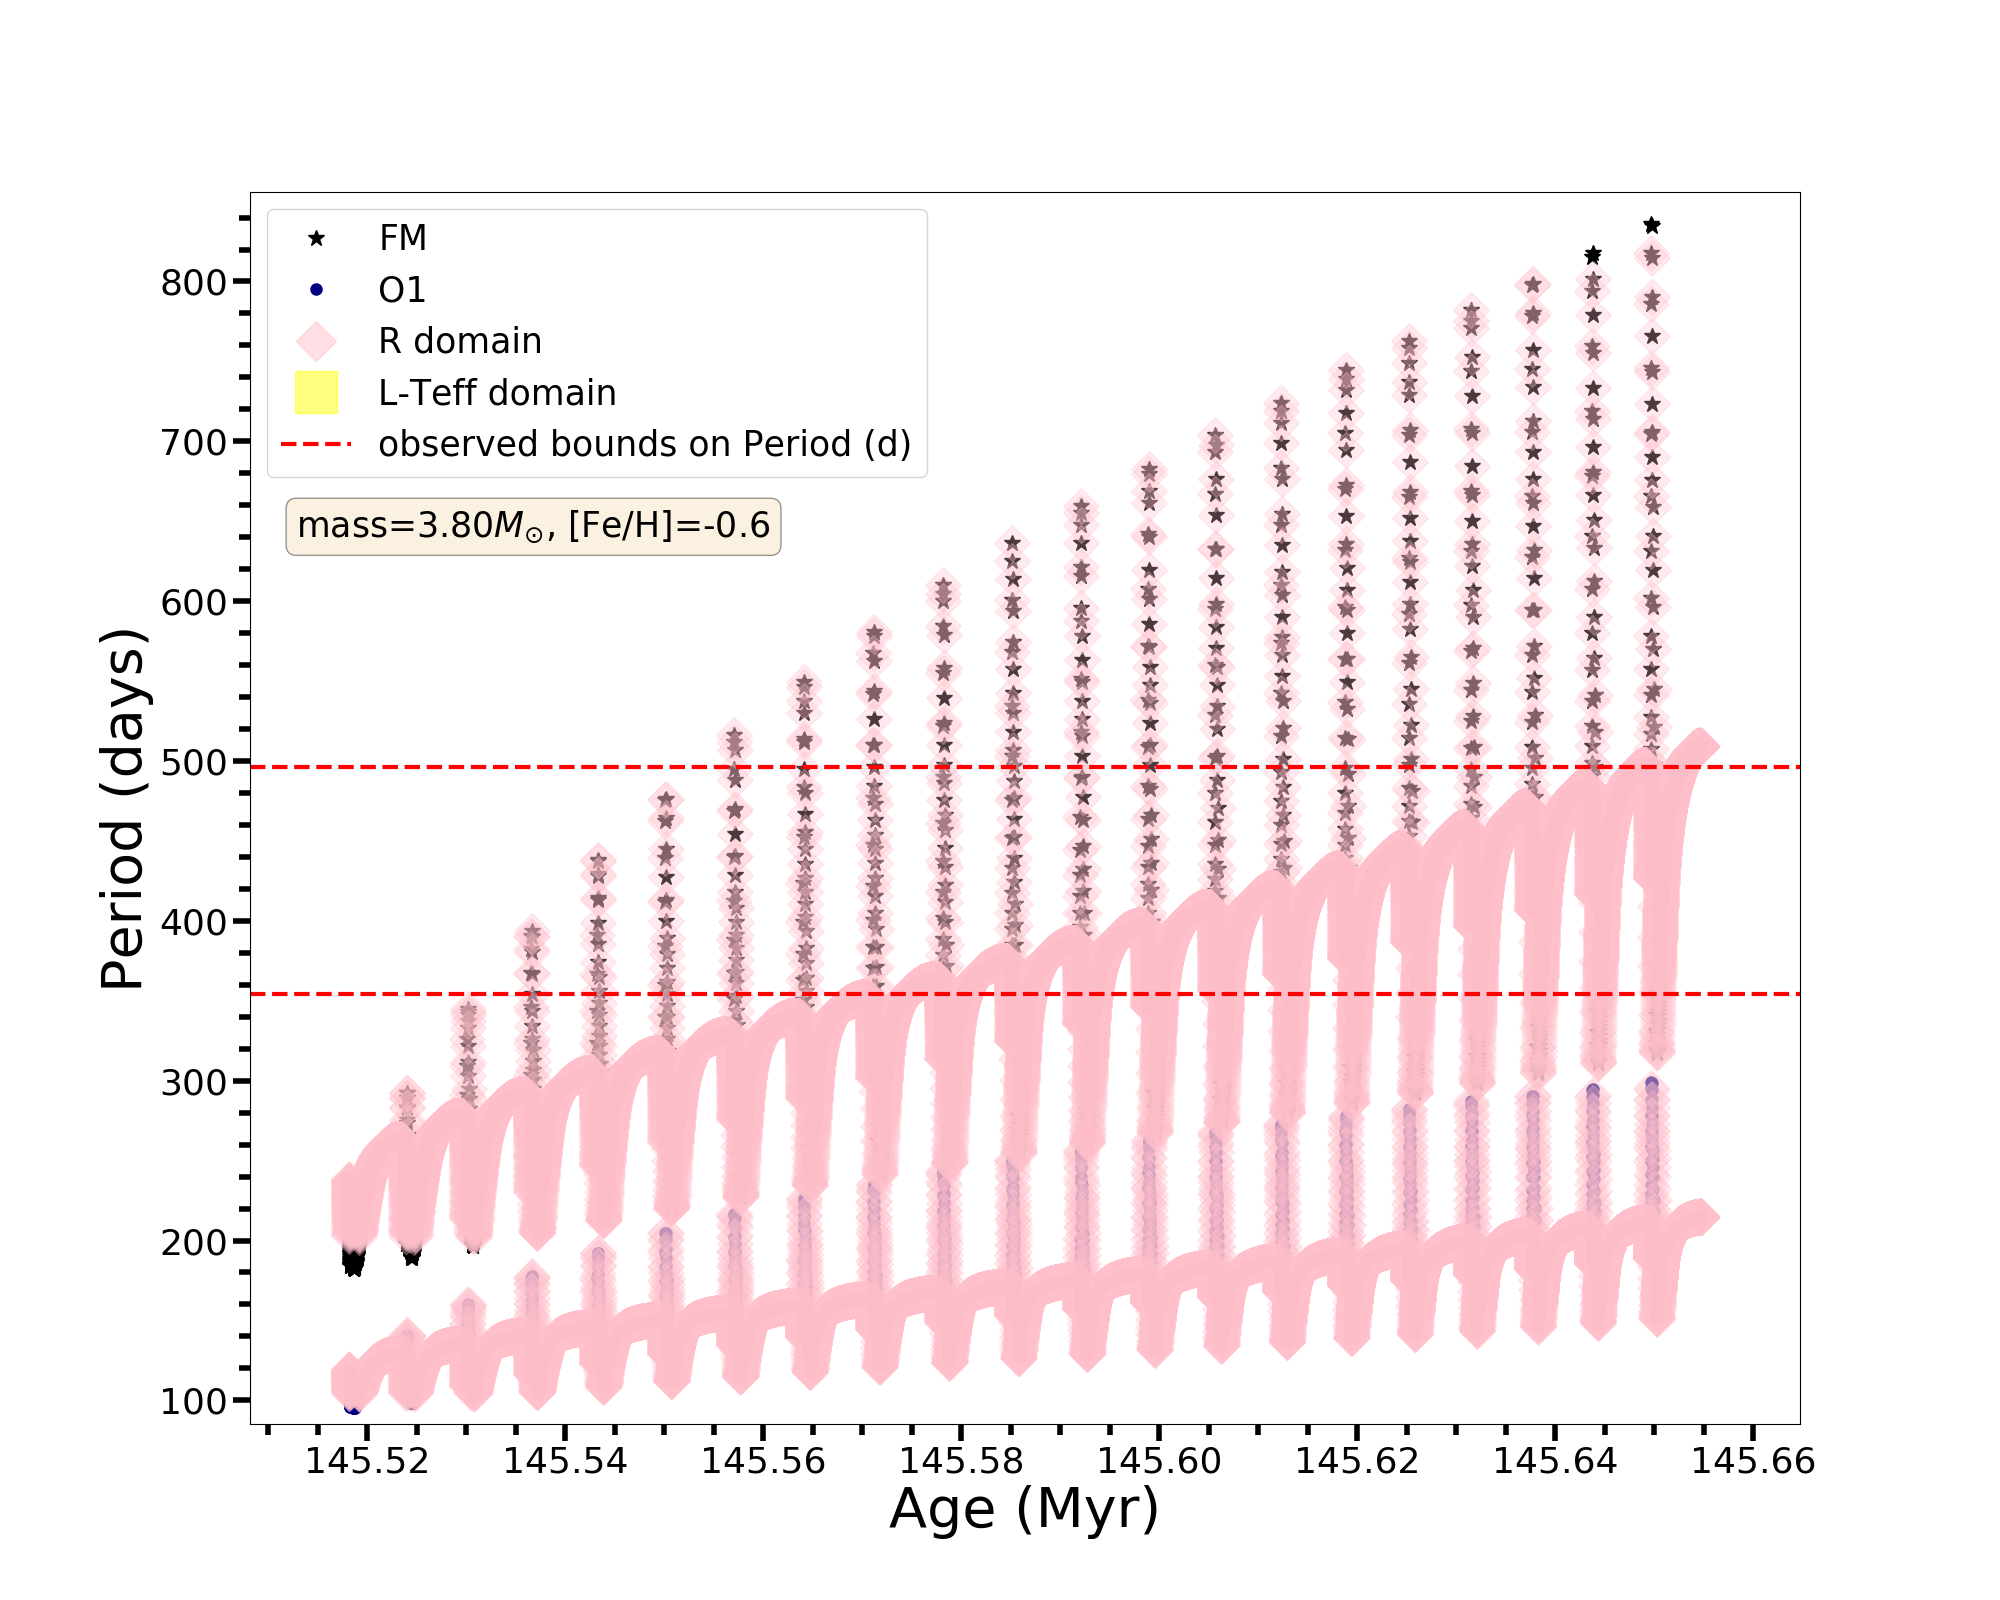 FM
O1
R domain
L-Teff domain
observed bounds on Period (d)
mass=3.80M⊙, [Fe/H]=-0.6
Period (days)
800
700
600
500
400
300
200
100
145.52 145.54 145.56 145.58 145.60 145.62 145.64 145.66
Age (Myr)